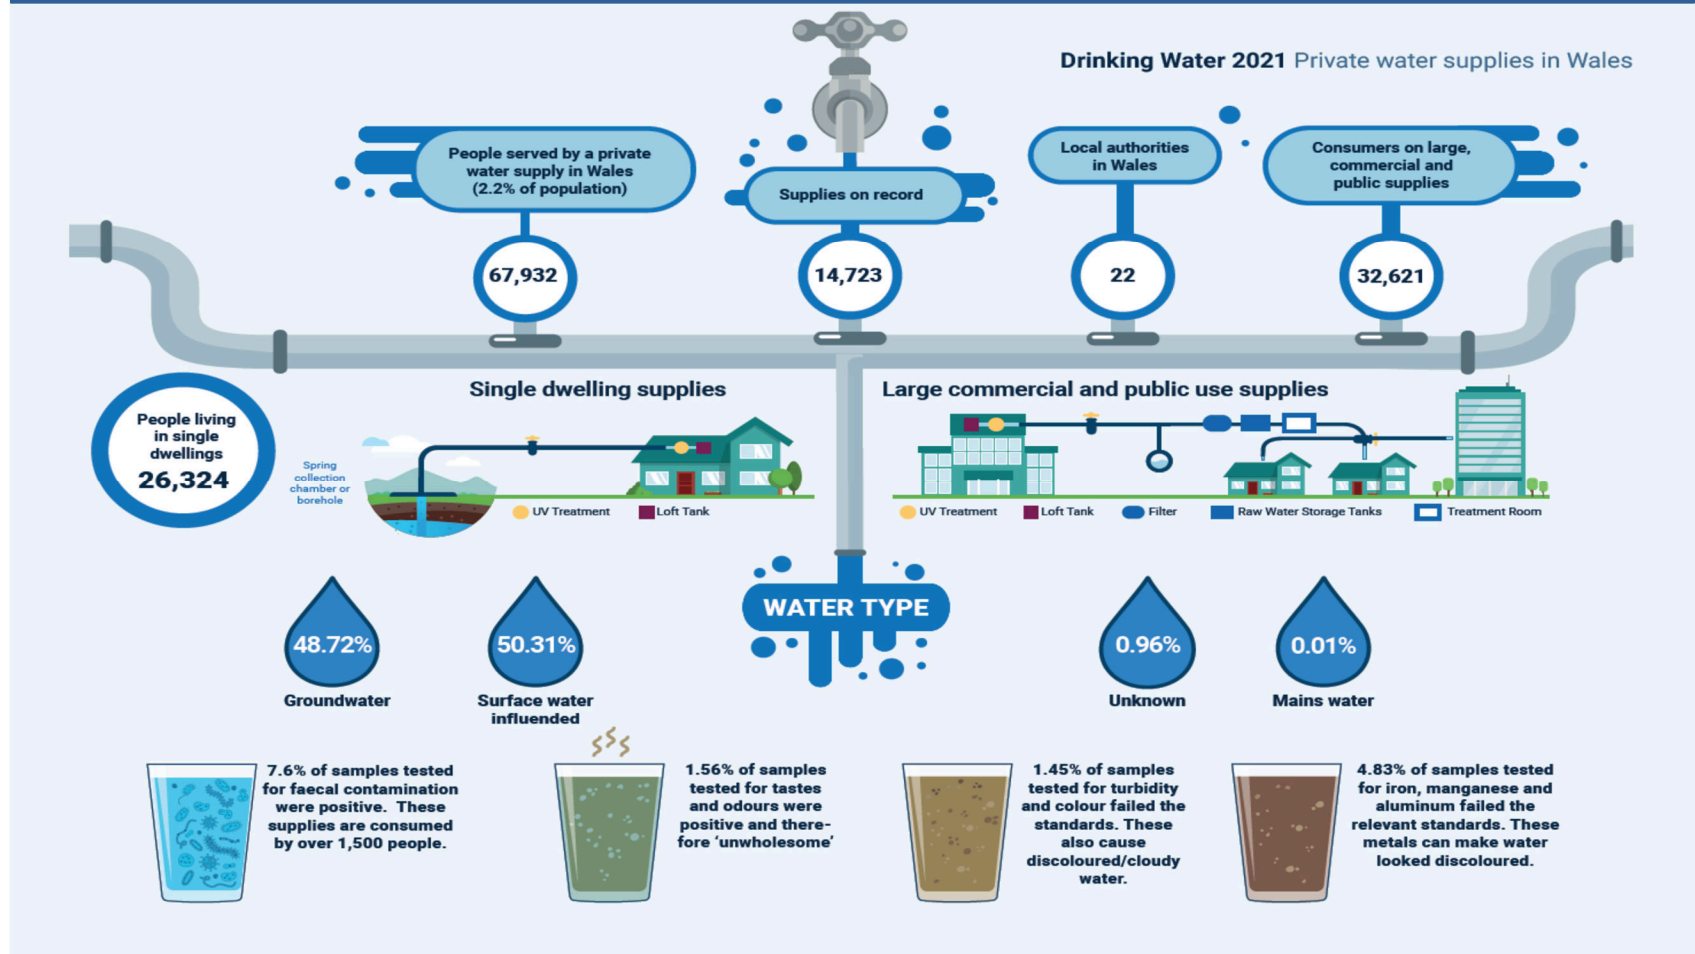 Drinking Water 2021 Private water supplies in Wales
People served by a private
water supply in Wales
(2.2% of population)
67,932
Supplies on record
14,723
Local authorities
in Wales
22
Consumers on large,
commercial and
public supplies
32,621
People living
in single
dwellings
26,324
Single dwelling supplies
Spring
collection
chamber or
borehole
UV Treatment
Loft Tank
Large commercial and public use supplies
UV Treatment
Loft Tank
Filter
Raw Water Storage Tanks
Treatment Room
WATER TYPE
48.72%
Groundwater
50.31%
Surface water
influended
0.96%
Unknown
0.01%
Mains water
7.6% of samples tested
for faecal contamination
were positive. These
supplies are consumed
by over 1,500 people.
1.56% of samples
tested for tastes
and odours were
positive and there-
fore ‘unwholesome’
1.45% of samples
tested for turbidity
and colour failed the
standards. These
also cause
discoloured/cloudy
water.
4.83% of samples tested
for iron, manganese and
aluminum failed the
relevant standards. These
metals can make water
looked discoloured.